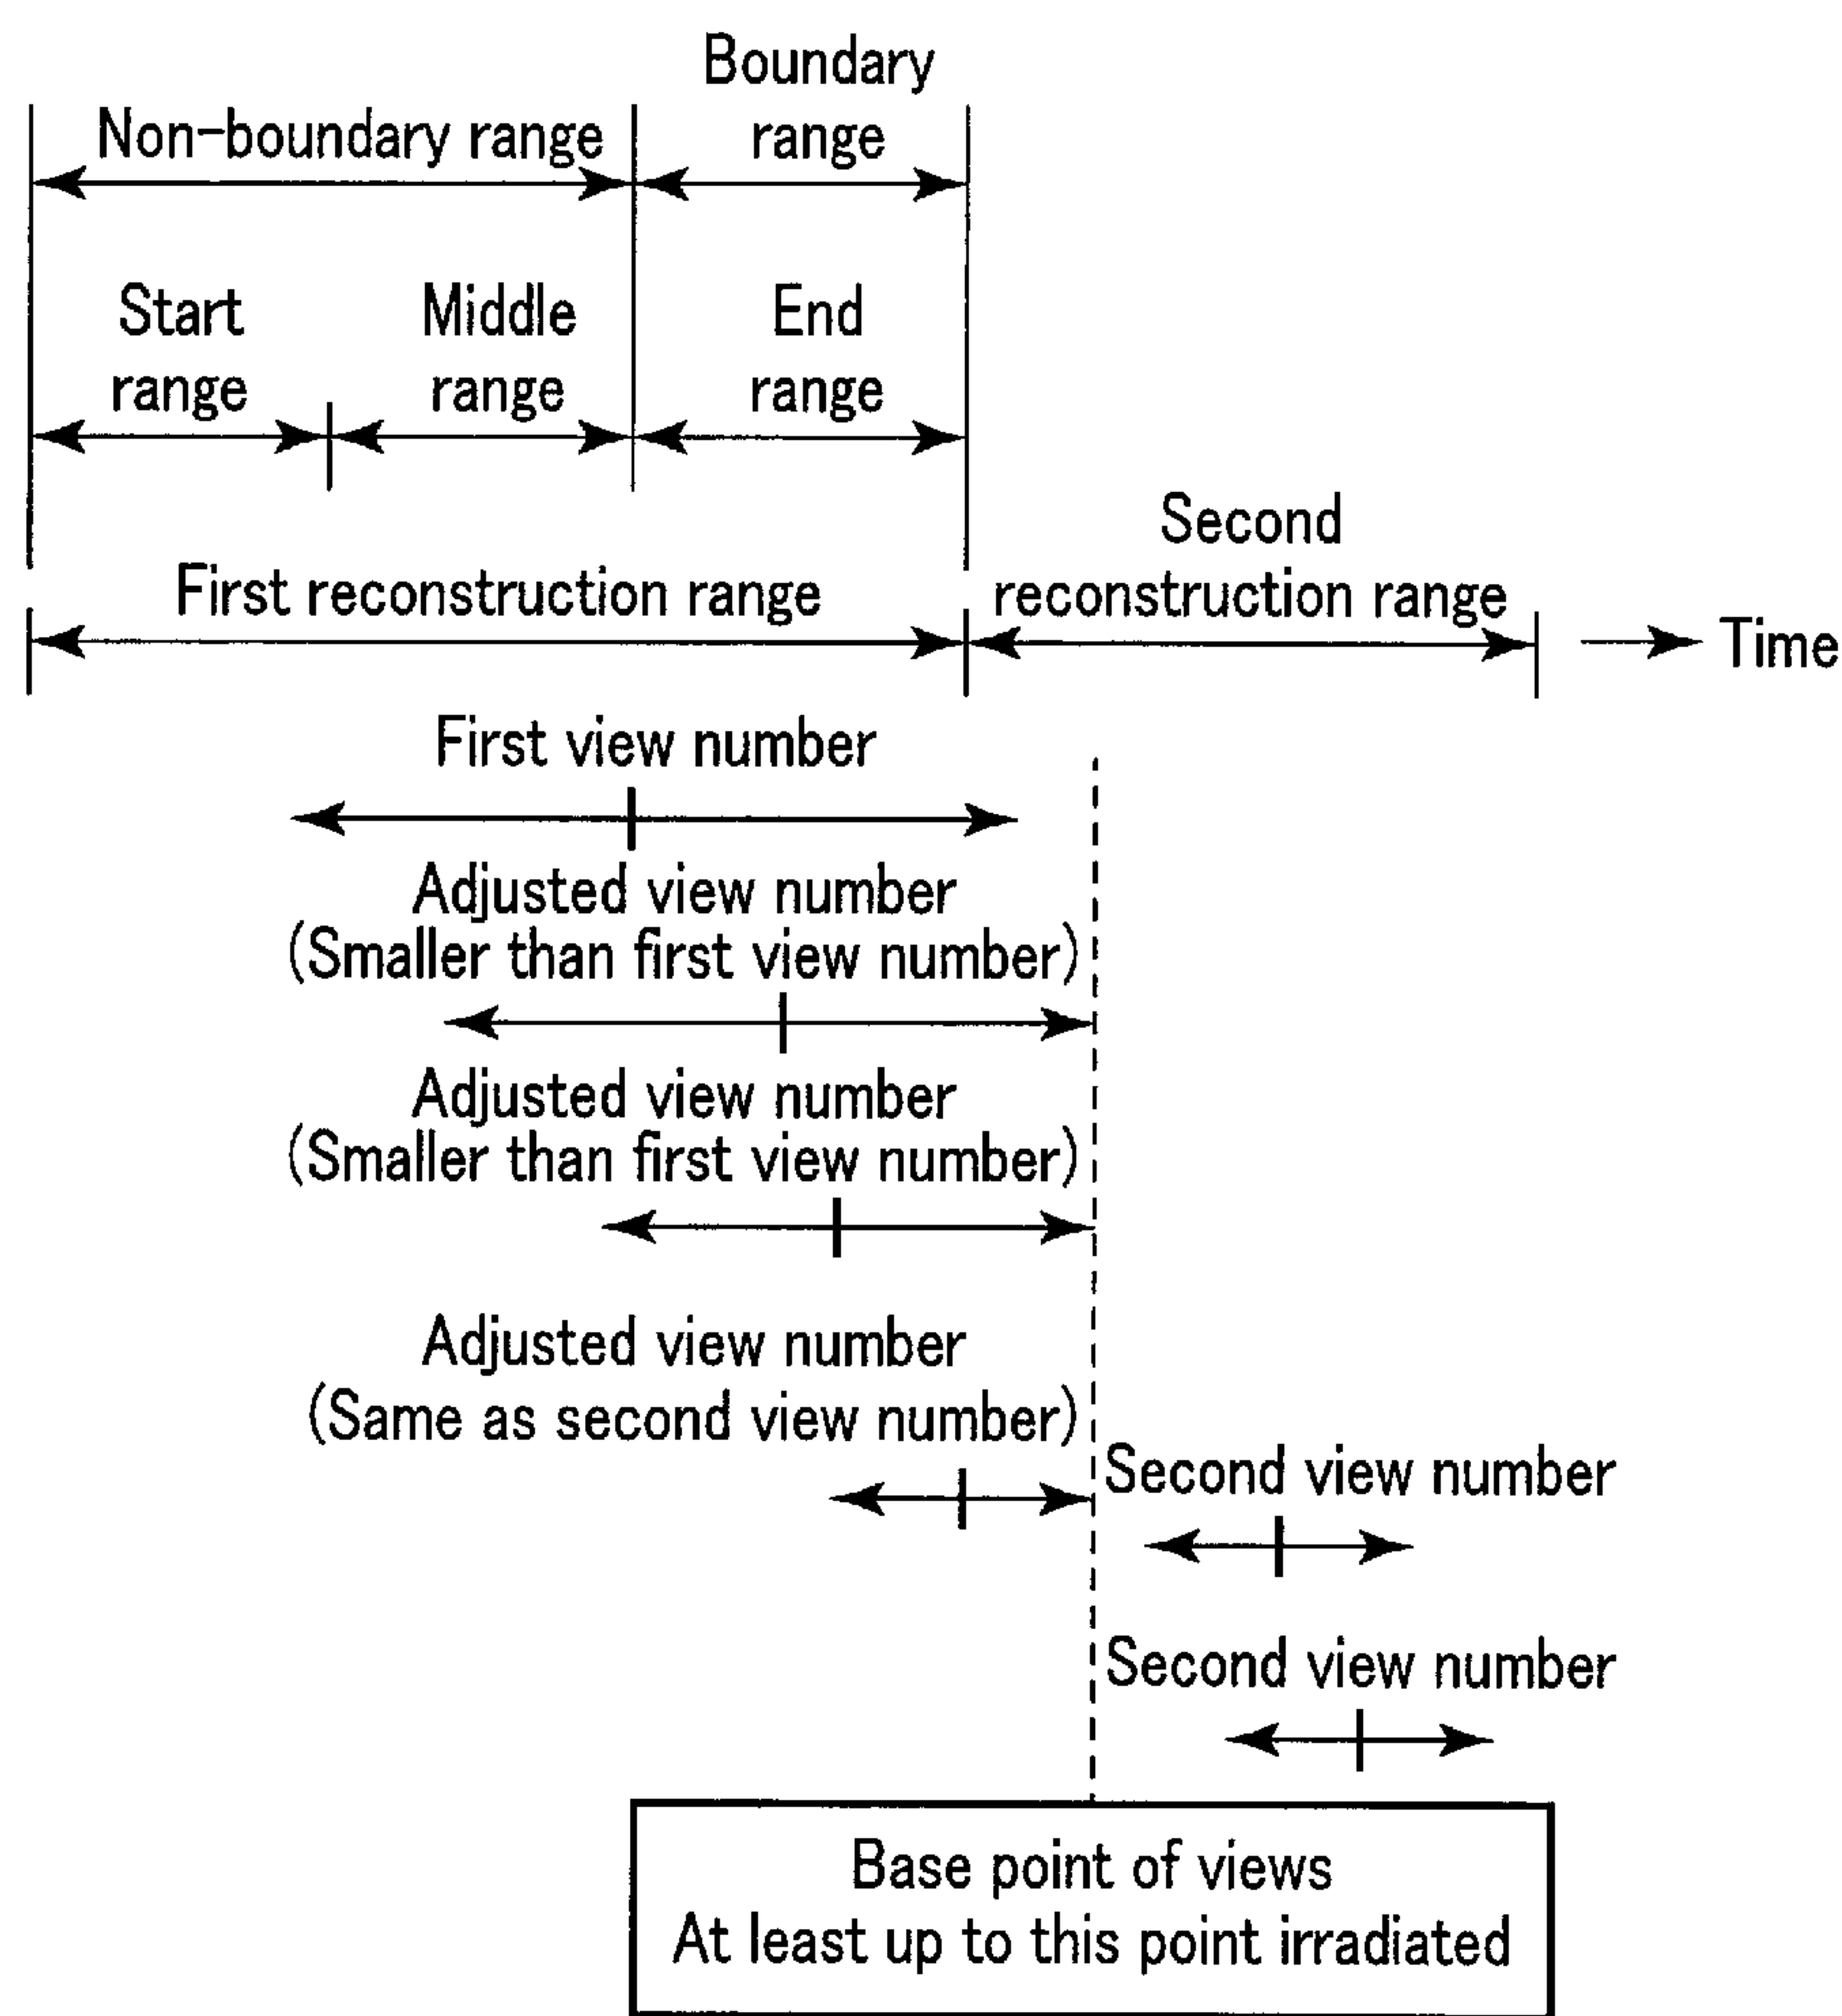 Boundary
range
Non-boundary range
Start
range
Middle
range
End
range
Second
reconstruction range
First reconstruction range
Time
First view number
Adjusted view number
(Smaller than first view number)
Adjusted view number
(Smaller than first view number)
Adjusted view number
(Same as second view number)
Second view number
Second view number
Base point of views
At least up to this point irradiated